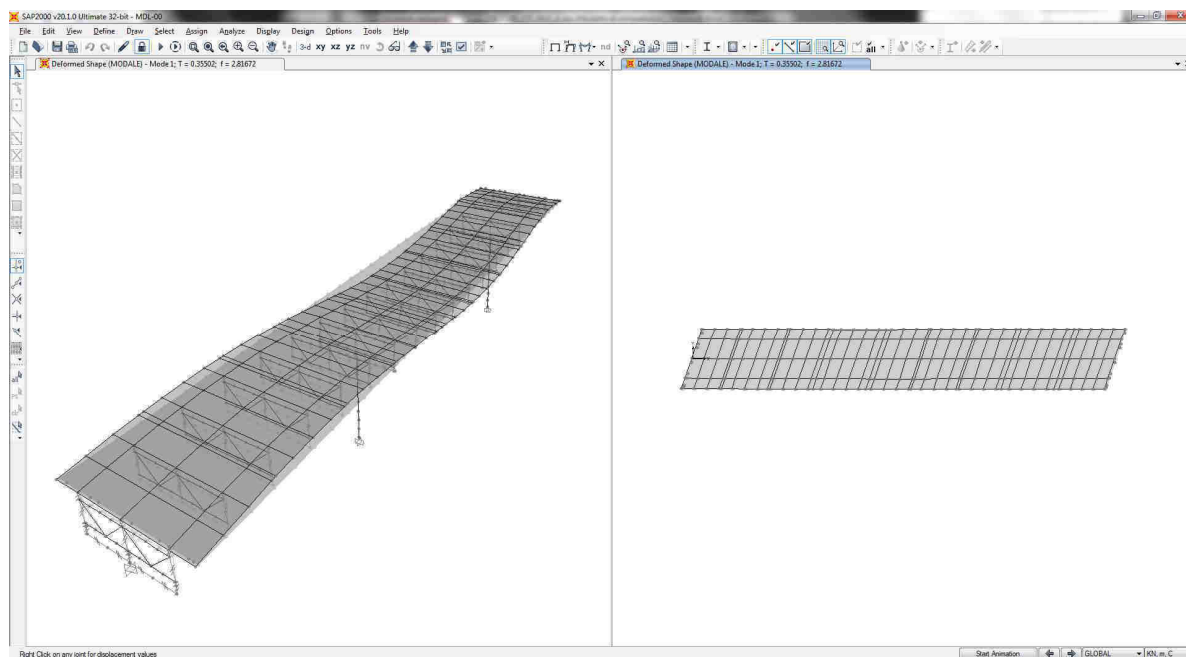 SAP2000 v20.1.0 Ultimate 32-bit - MDL-00
File Edit View Define Draw Select Assign Analyze Display Design Options Tools Help
3-d xy xz yz nv nd all
Deformed Shape (MODALE) - Mode 1; T = 0.35502; f = 2.81672
Deformed Shape (MODALE) - Mode 1; T = 0.35502; f = 2.81672
Right Click on any joint for displacement values
Start Animation GLOBAL KN, m, C